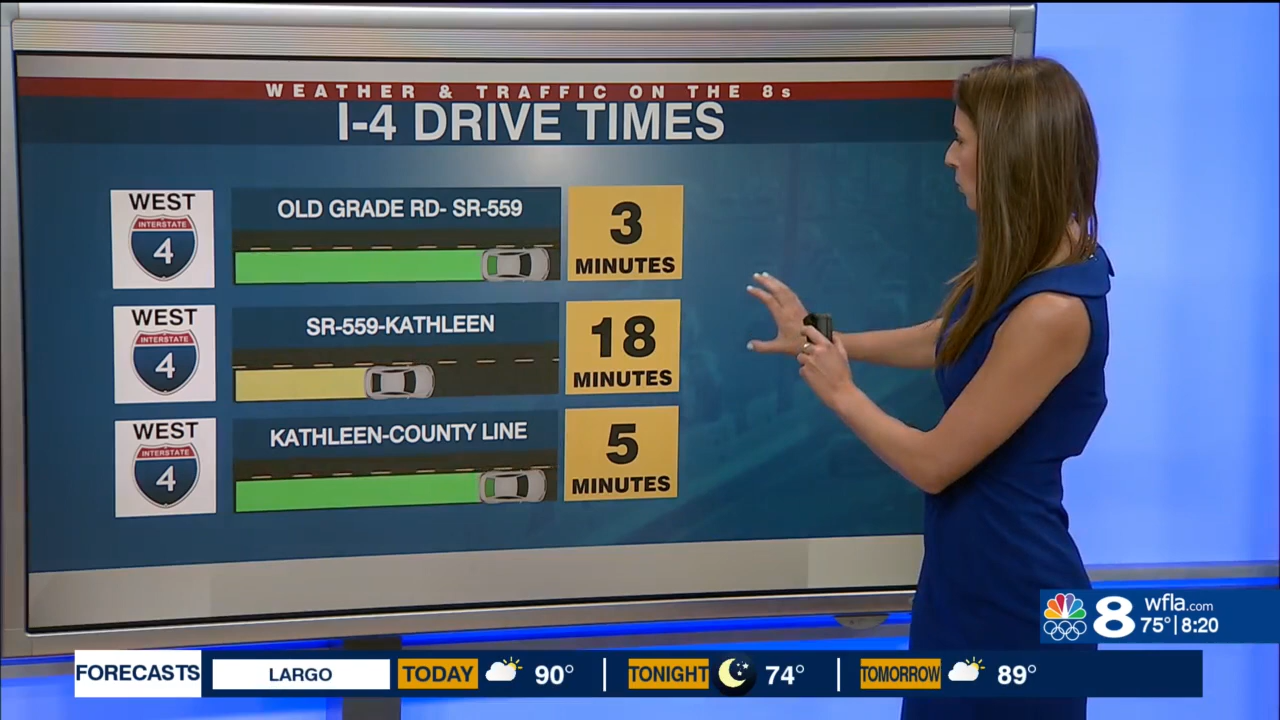 WEATHER & TRAFFIC ON THE 8s
I-4 DRIVE TIMES
WEST
INTERSTATE
4
OLD GRADE RD- SR-559
3
MINUTES
WEST
INTERSTATE
4
SR-559-KATHLEEN
18
MINUTES
WEST
INTERSTATE
4
KATHLEEN-COUNTY LINE
5
MINUTES
8
wfla.com
75° | 8:20
FORECASTS LARGO TODAY 90° | TONIGHT 74° | TOMORROW 89°